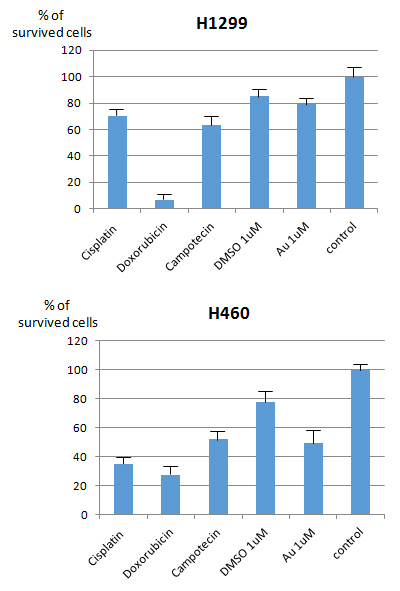 % of
survived cells
H1299
120
100
80
60
40
20
0
Cisplatin
Doxorubicin
Campotecin
DMSO 1uM
Au 1uM
control
% of
survived cells
H460
120
100
80
60
40
20
0
Cisplatin
Doxorubicin
Campotecin
DMSO 1uM
Au 1uM
control